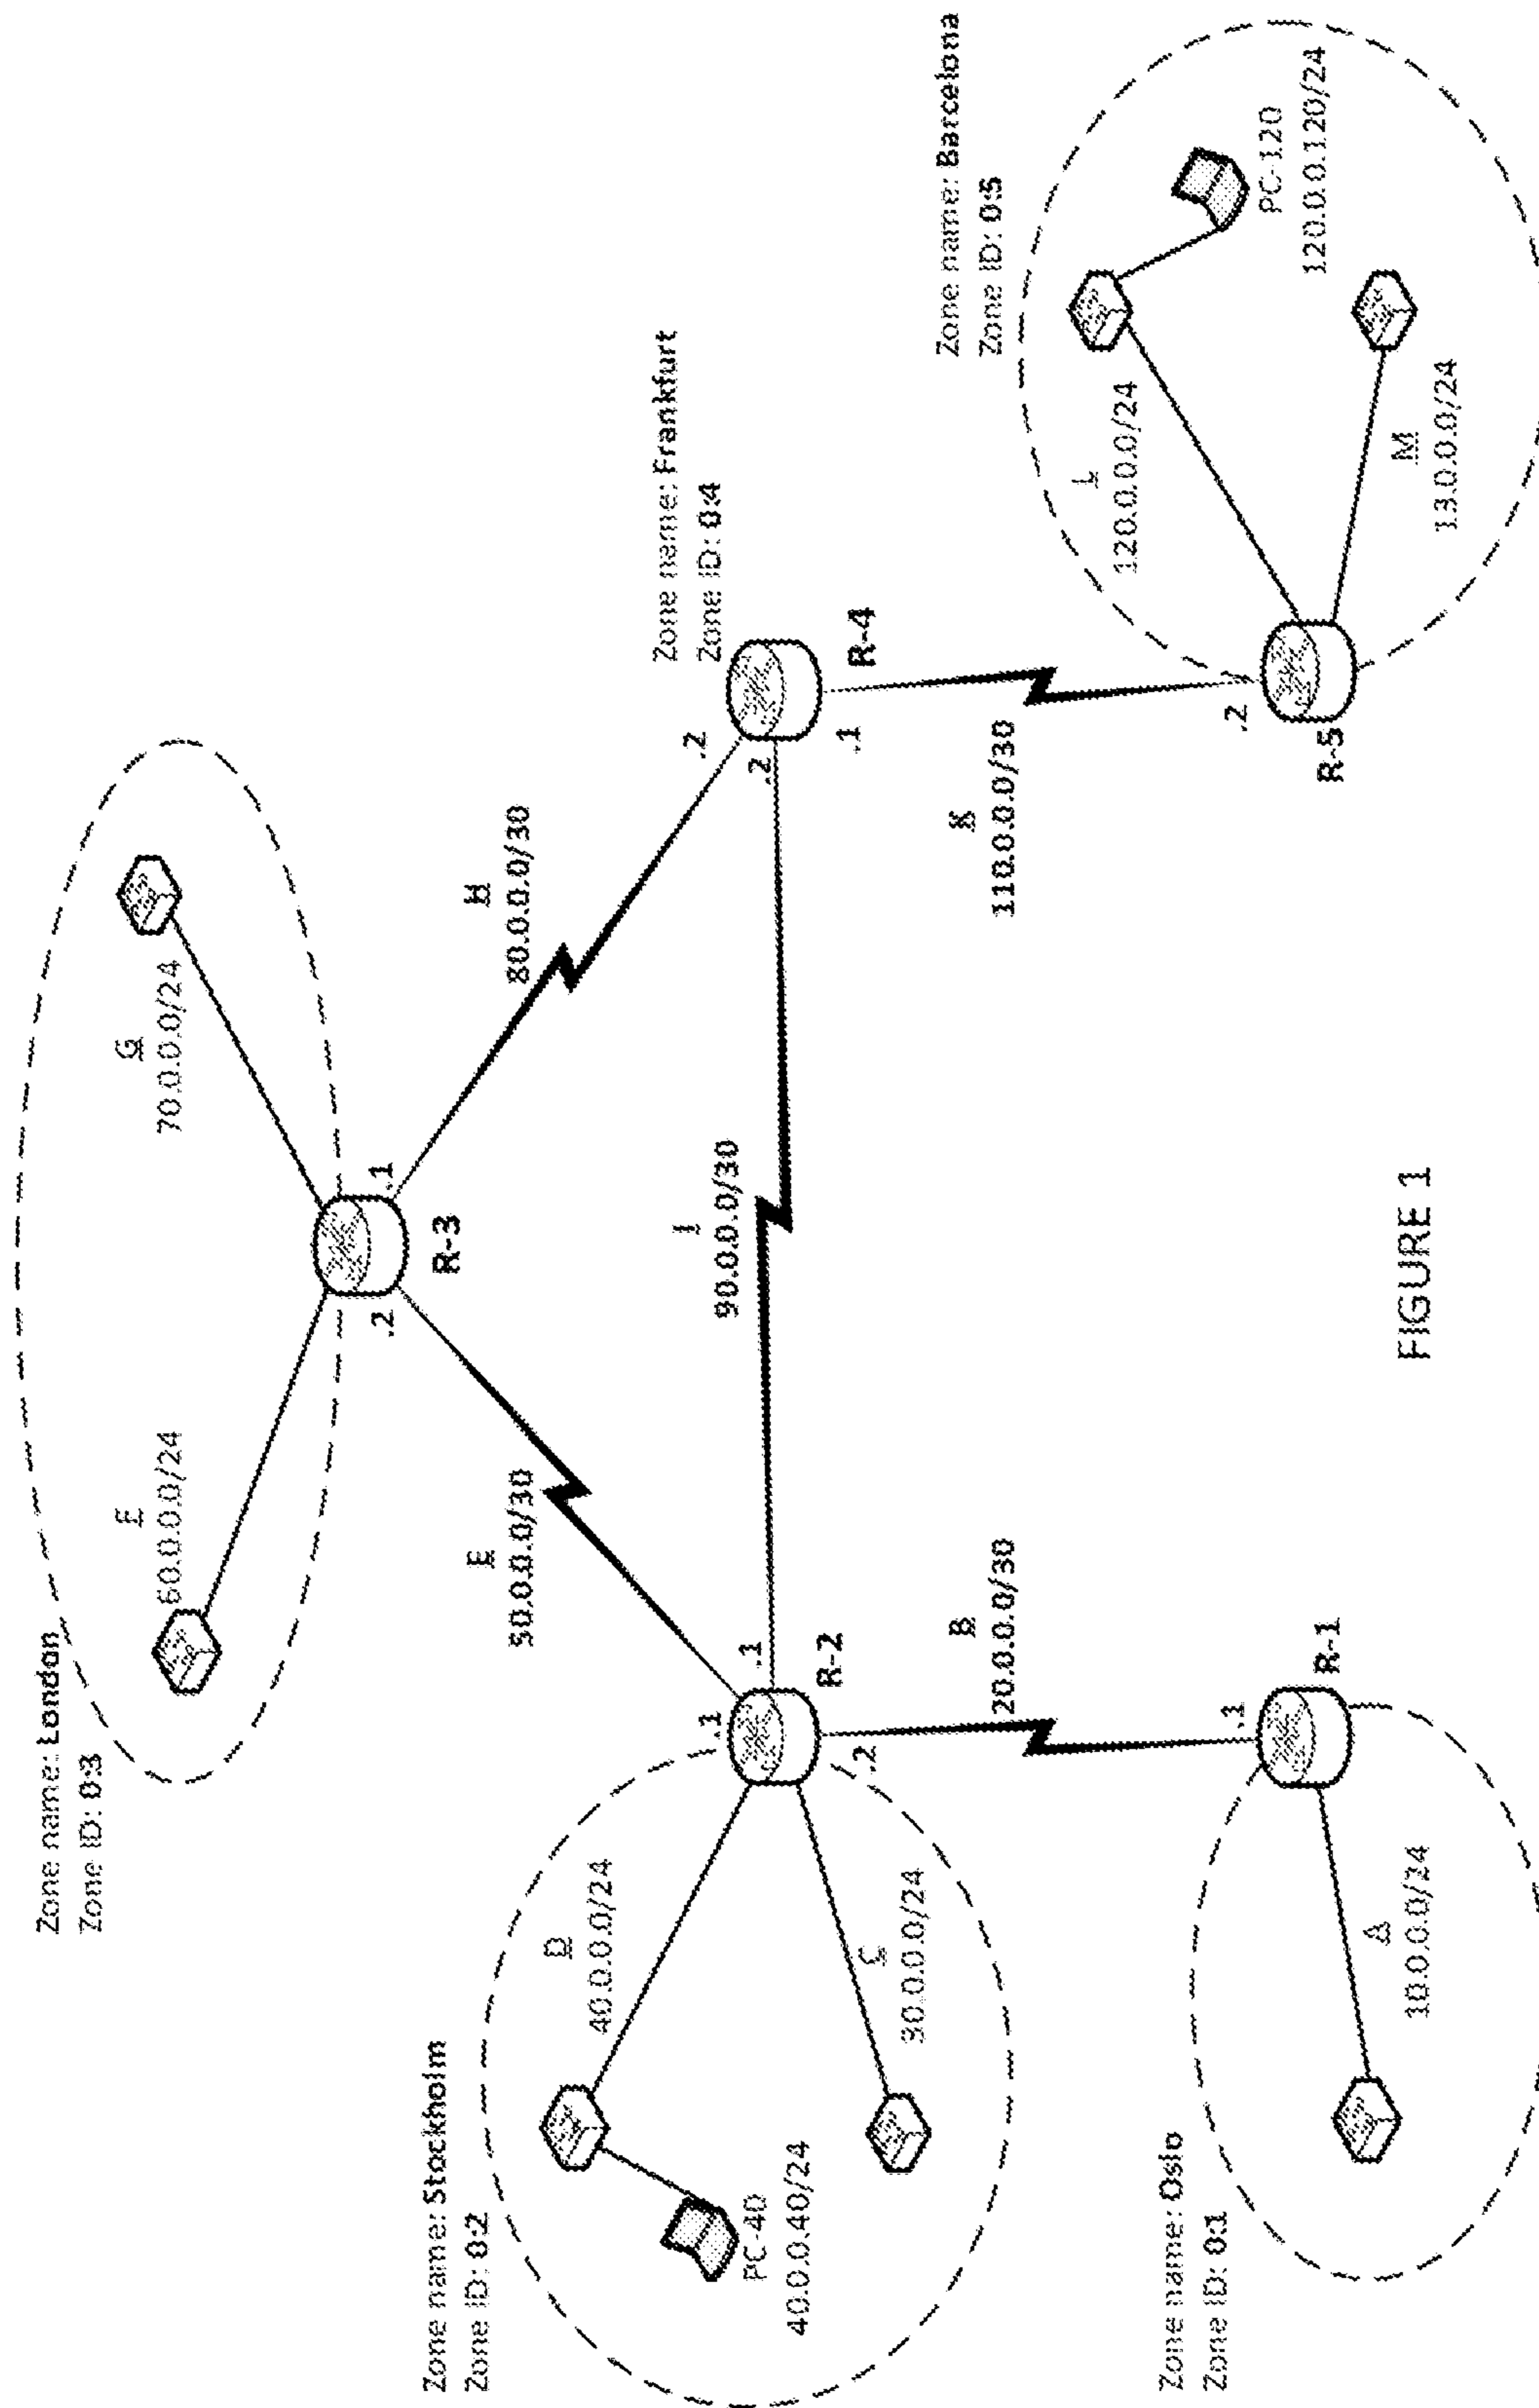 Zone name: London
Zone ID: 0:3
F
60.0.0.0/24
G
70.0.0.0/24
.2
.1
R-3
Zone name: Stockholm
Zone ID: 0:2
D
40.0.0.0/24
PC-40
40.0.0.40/24
C
30.0.0.0/24
E
50.0.0.0/30
.1
.1
R-2
.2
H
80.0.0.0/30
I
90.0.0.0/30
Zone name: Frankfurt
Zone ID: 0:4
.2
.2
.1
R-4
B
20.0.0.0/30
K
110.0.0.0/30
Zone name: Barcelona
Zone ID: 0:5
L
120.0.0.0/24
PC-120
120.0.0.120/24
M
13.0.0.0/24
.2
R-5
Zone name: Oslo
Zone ID: 0:1
A
10.0.0.0/24
.1
R-1
FIGURE 1